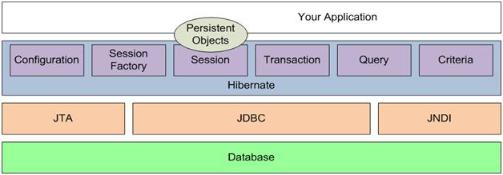 Your Application
Persistent
Objects
Configuration
Session
Factory
Session
Transaction
Query
Criteria
Hibernate
JTA
JDBC
JNDI
Database